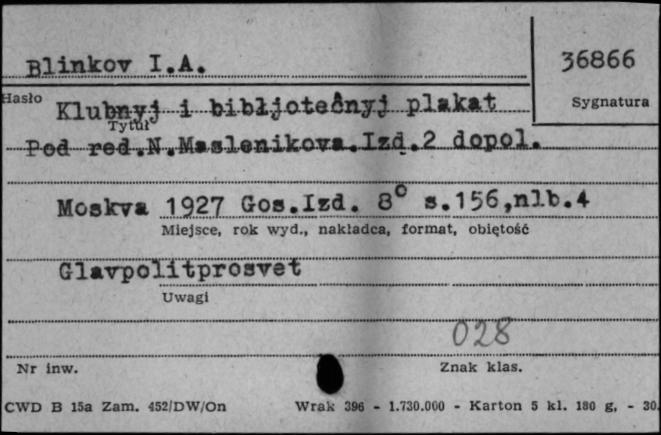 Blinkov I.A.
36866
Hasło
Klubnyj i bibljotečnyj plakat
Sygnatura
Tytuł
Pod red.N.Maslenikova.Izd.2 dopol.
Moskva 1927 Gos.Izd. 8° s.156,nlb.4
Miejsce, rok wyd., nakładca, format, objętość
Glavpolitprosvet
Uwagi
028
Nr inw.
Znak klas.
CWD B 15a Zam. 452/DW/On Wrak 396 - 1.730.000 - Karton 5 kl. 180 g. - 30.